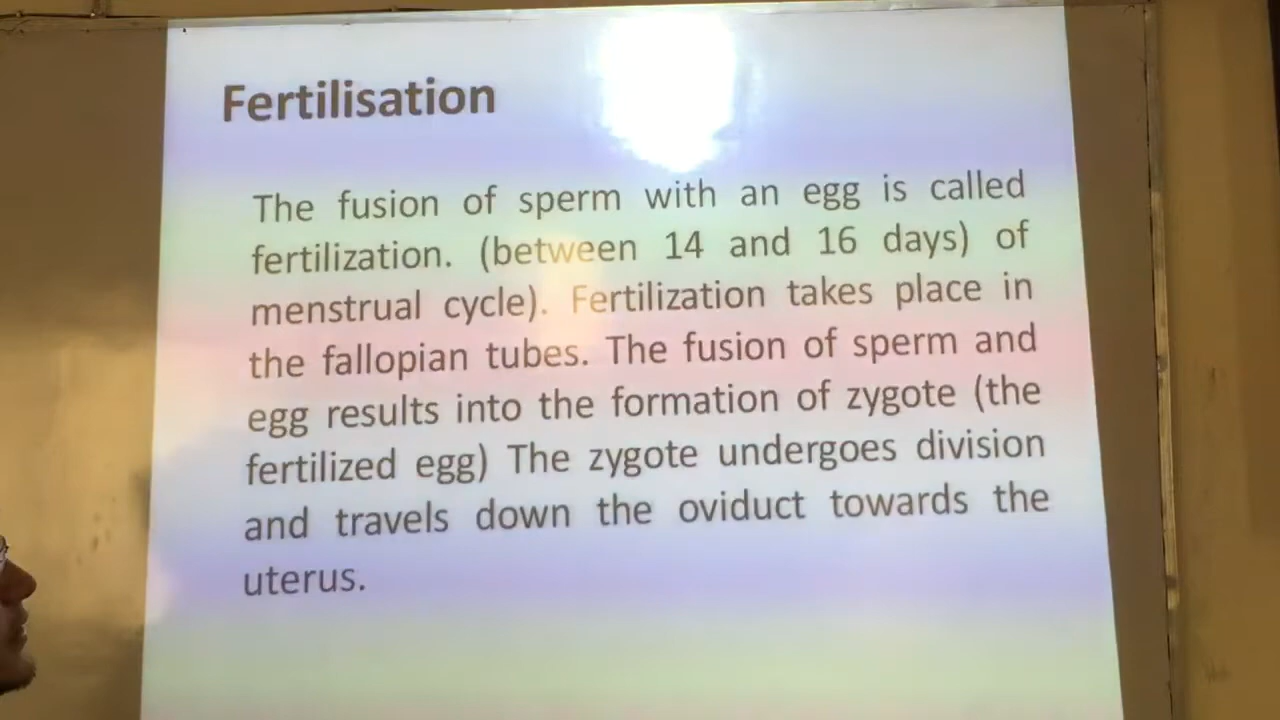 Fertilisation
The fusion of sperm with an egg is called
fertilization. (between 14 and 16 days) of
menstrual cycle). Fertilization takes place in
the fallopian tubes. The fusion of sperm and
egg results into the formation of zygote (the
fertilized egg) The zygote undergoes division
and travels down the oviduct towards the
uterus.